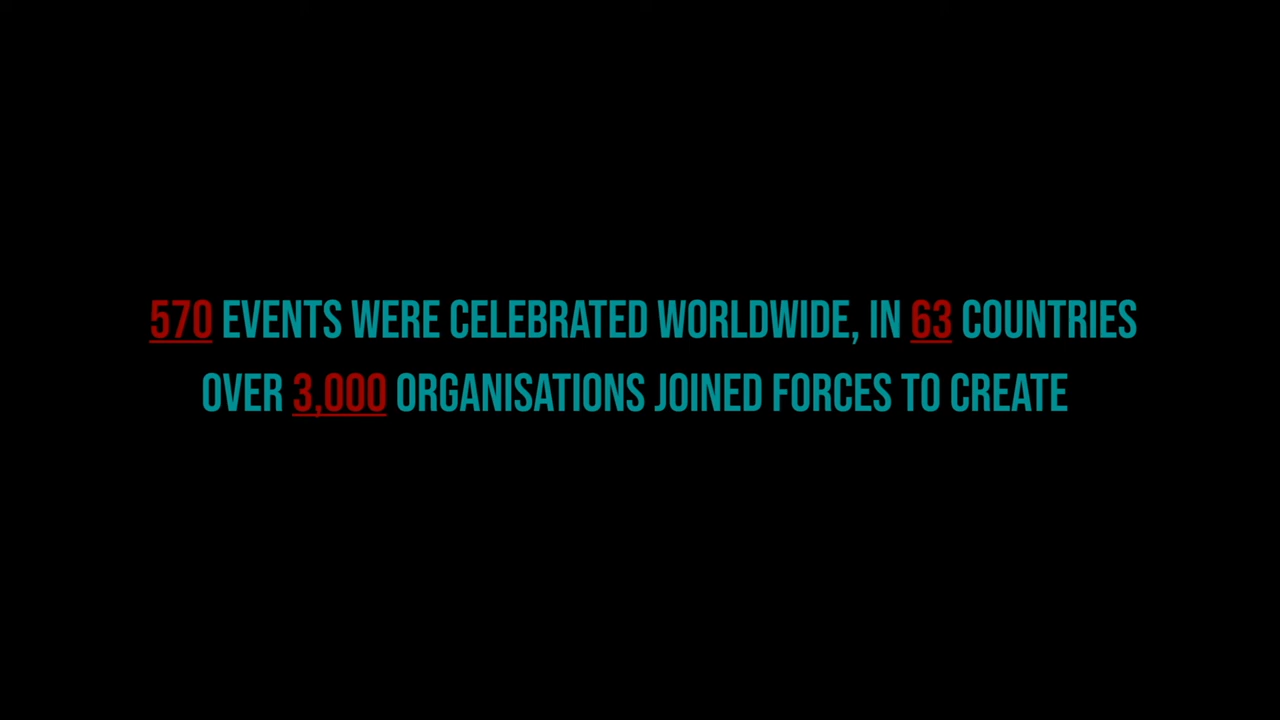 570 EVENTS WERE CELEBRATED WORLDWIDE, IN 63 COUNTRIES
OVER 3,000 ORGANISATIONS JOINED FORCES TO CREATE